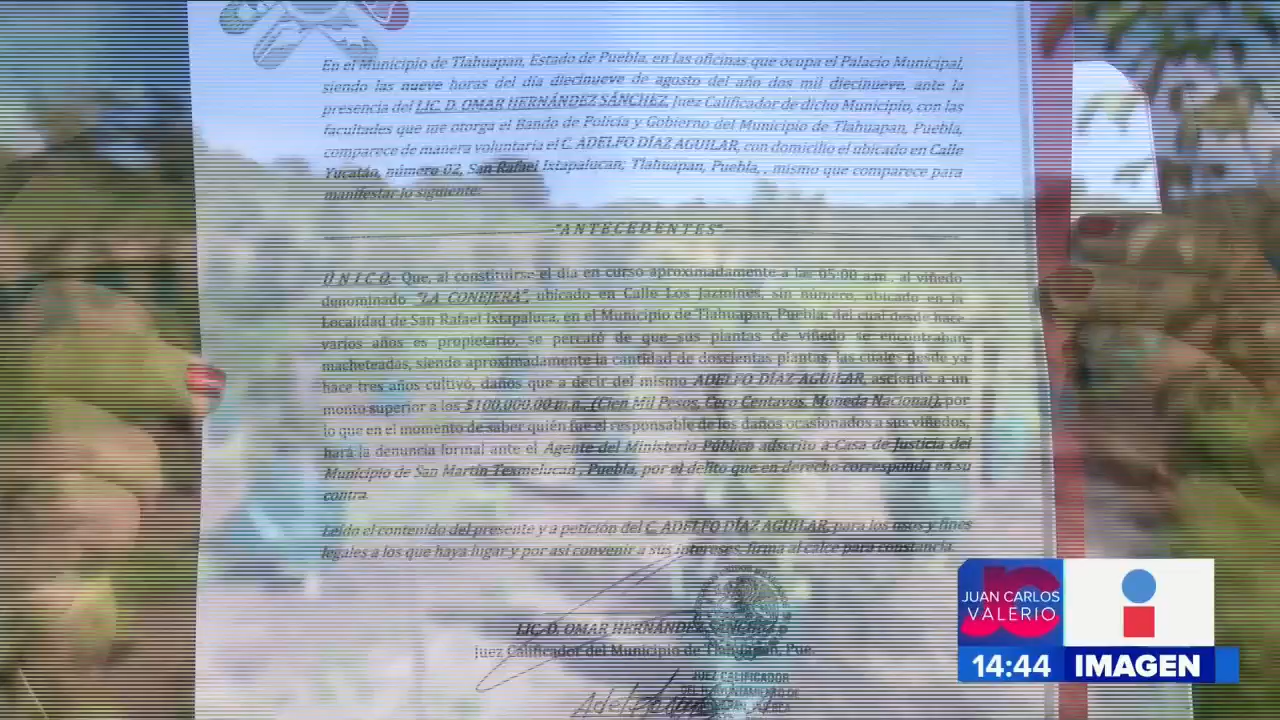 En el Municipio de Tlahuapan, Estado de Puebla, en las oficinas que ocupa el Palacio Municipal,
siendo las nueve horas del día diecinueve de agosto del año dos mil diecinueve, ante la
presencia del LIC. D. OMAR HERNÁNDEZ SÁNCHEZ, Juez Calificador de dicho Municipio, con las
facultades que me otorga el Bando de Policía y Gobierno del Municipio de Tlahuapan, Puebla,
comparece de manera voluntaria el C. ADELFO DÍAZ AGUILAR, con domicilio el ubicado en Calle
Yucatán, número 02, San Rafael Ixtapalucan; Tlahuapan, Puebla, . mismo que comparece para
manifestar lo siguiente:
"ANTECEDENTES"
ÚNICO.- Que, al constituirse el día en curso aproximadamente a las 05:00 a.m., al viñedo
denominado "LA CONEJERA", ubicado en Calle Los Jazmines, sin número, ubicado en la
Localidad de San Rafael Ixtapaluca, en el Municipio de Tlahuapan, Puebla; del cual desde hace
varios años es propietario, se percató de que sus plantas de viñedo se encontraban
macheteadas, siendo aproximadamente la cantidad de doscientas plantas, las cuales desde ya
hace tres años cultivó, daños que a decir del mismo ADELFO DÍAZ AGUILAR, asciende a un
monto superior a los $100,000.00 m.n., (Cien Mil Pesos, Cero Centavos, Moneda Nacional), por
lo que en el momento de saber quién fue el responsable de los daños ocasionados a sus viñedos,
hará la denuncia formal ante el Agente del Ministerio Público adscrito a Casa de Justicia del
Municipio de San Martín Texmelucan , Puebla, por el delito que en derecho corresponda en su
contra.
Leído el contenido del presente y a petición del C. ADELFO DÍAZ AGUILAR, para los usos y fines
legales a los que haya lugar y por así convenir a sus intereses, firma al calce para constancia.
LIC. D. OMAR HERNÁNDEZ SÁNCHEZ
Juez Calificador del Municipio de Tlahuapan, Pue.
JUEZ CALIFICADOR
JUAN CARLOS
VALERIO
14:44 IMAGEN